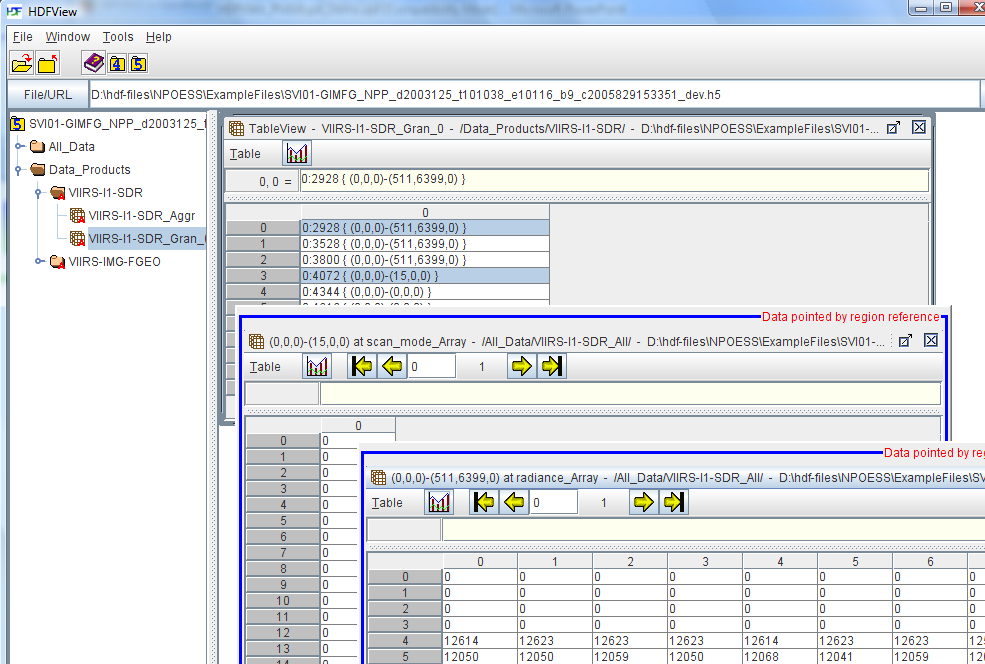 HDFView
File Window Tools Help
4 5
File/URL D:\hdf-files\NPOESS\ExampleFiles\SVI01-GIMFG_NPP_d2003125_t101038_e10116_b9_c2005829153351_dev.h5
5 SVI01-GIMFG_NPP_d2003125_t
All_Data
Data_Products
VIIRS-I1-SDR
VIIRS-I1-SDR_Aggr
VIIRS-I1-SDR_Gran_
VIIRS-IMG-FGEO
TableView - VIIRS-I1-SDR_Gran_0 - /Data_Products/VIIRS-I1-SDR/ - D:\hdf-files\NPOESS\ExampleFiles\SVI01-...
Table
0, 0 = 0:2928 { (0,0,0)-(511,6399,0) }
0
0 0:2928 { (0,0,0)-(511,6399,0) }
1 0:3528 { (0,0,0)-(511,6399,0) }
2 0:3800 { (0,0,0)-(511,6399,0) }
3 0:4072 { (0,0,0)-(15,0,0) }
4 0:4344 { (0,0,0)-(0,0,0) }
Data pointed by region reference
(0,0,0)-(15,0,0) at scan_mode_Array - /All_Data/VIIRS-I1-SDR_All/ - D:\hdf-files\NPOESS\ExampleFiles\SVI01-...
Table 0 1
0
0 0
1 0
2 0
3 0
4 0
5 0
6 0
7 0
8 0
9 0
10 0
11 0
12 0
13 0
Data pointed by reg
(0,0,0)-(511,6399,0) at radiance_Array - /All_Data/VIIRS-I1-SDR_All/ - D:\hdf-files\NPOESS\ExampleFiles\SV
Table 0 1
0 1 2 3 4 5 6
0 0 0 0 0 0 0 0 0
1 0 0 0 0 0 0 0 0
2 0 0 0 0 0 0 0 0
3 0 0 0 0 0 0 0 0
4 12614 12623 12623 12623 12614 12623 12623 12
5 12050 12050 12059 12050 12068 12041 12059 12